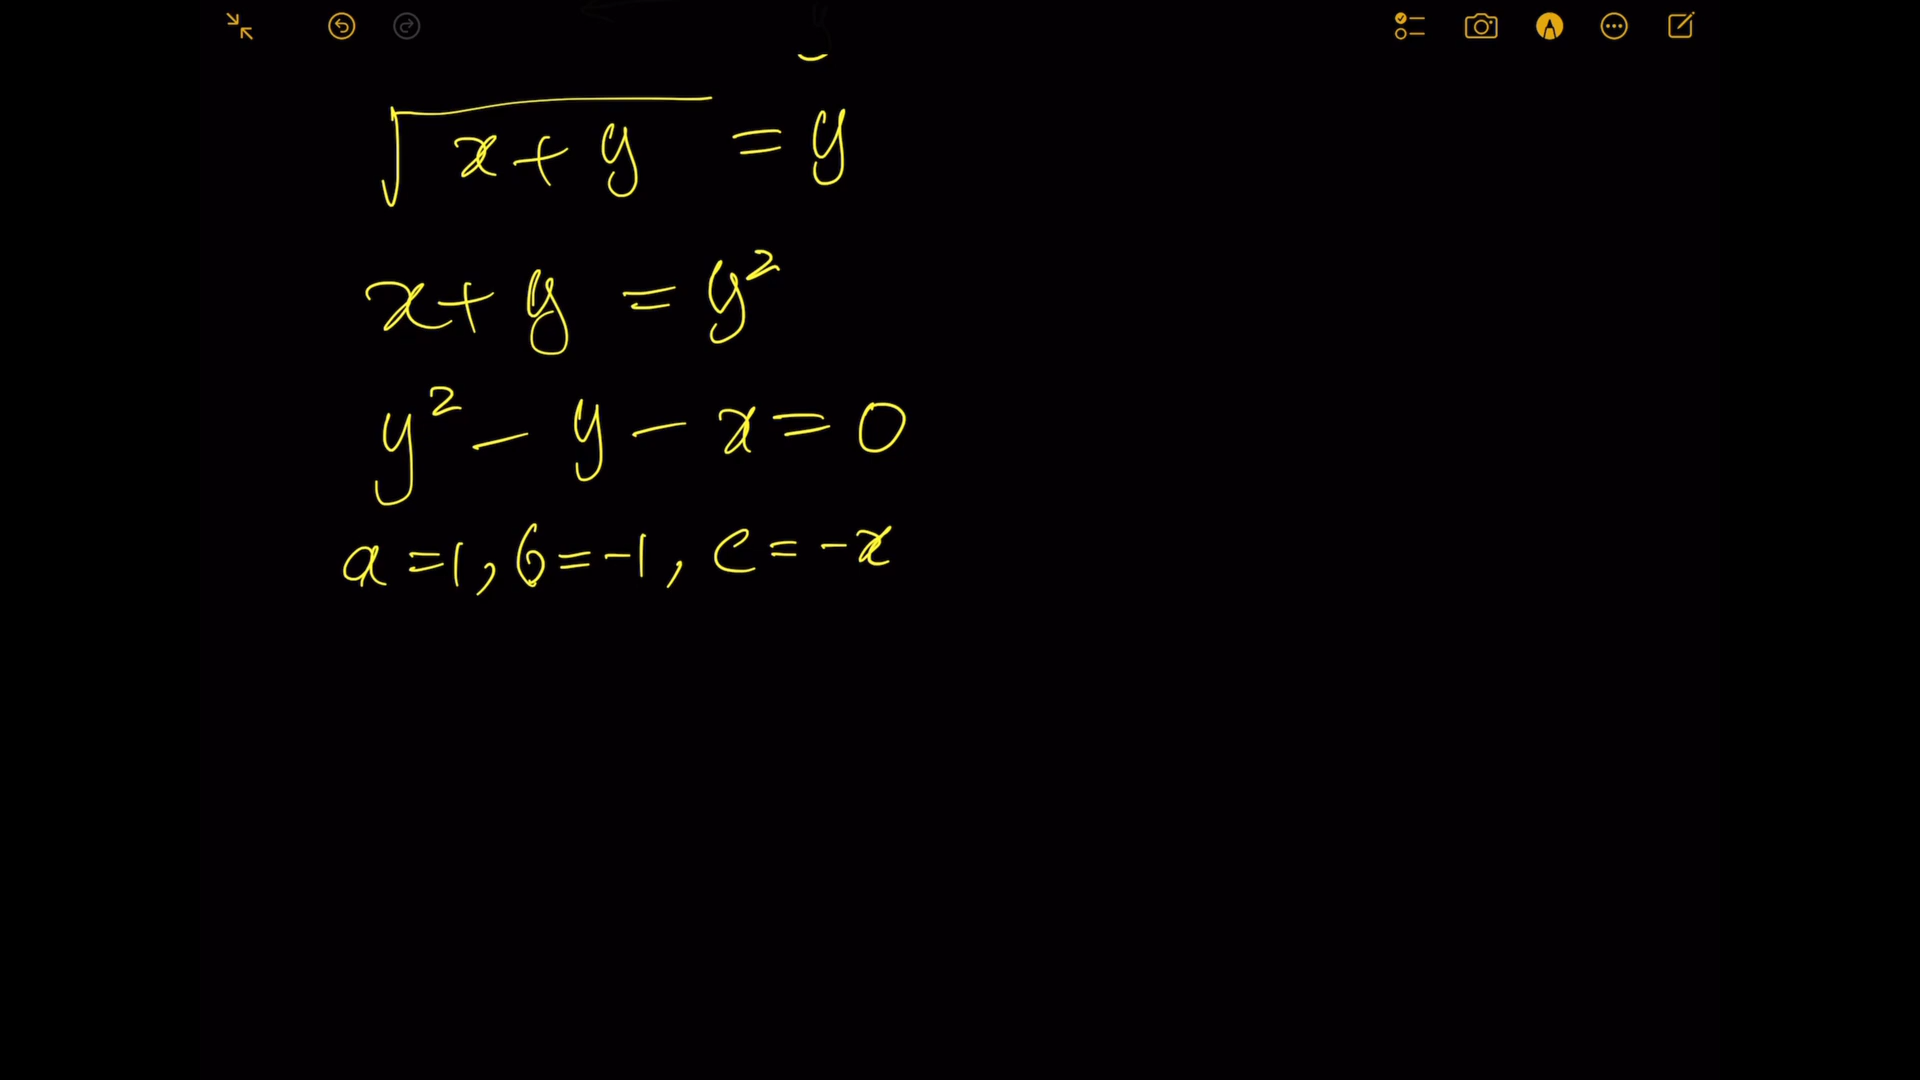 √x+y = y
x+y = y²
y² - y - x = 0
a=1, b=-1, c=-x